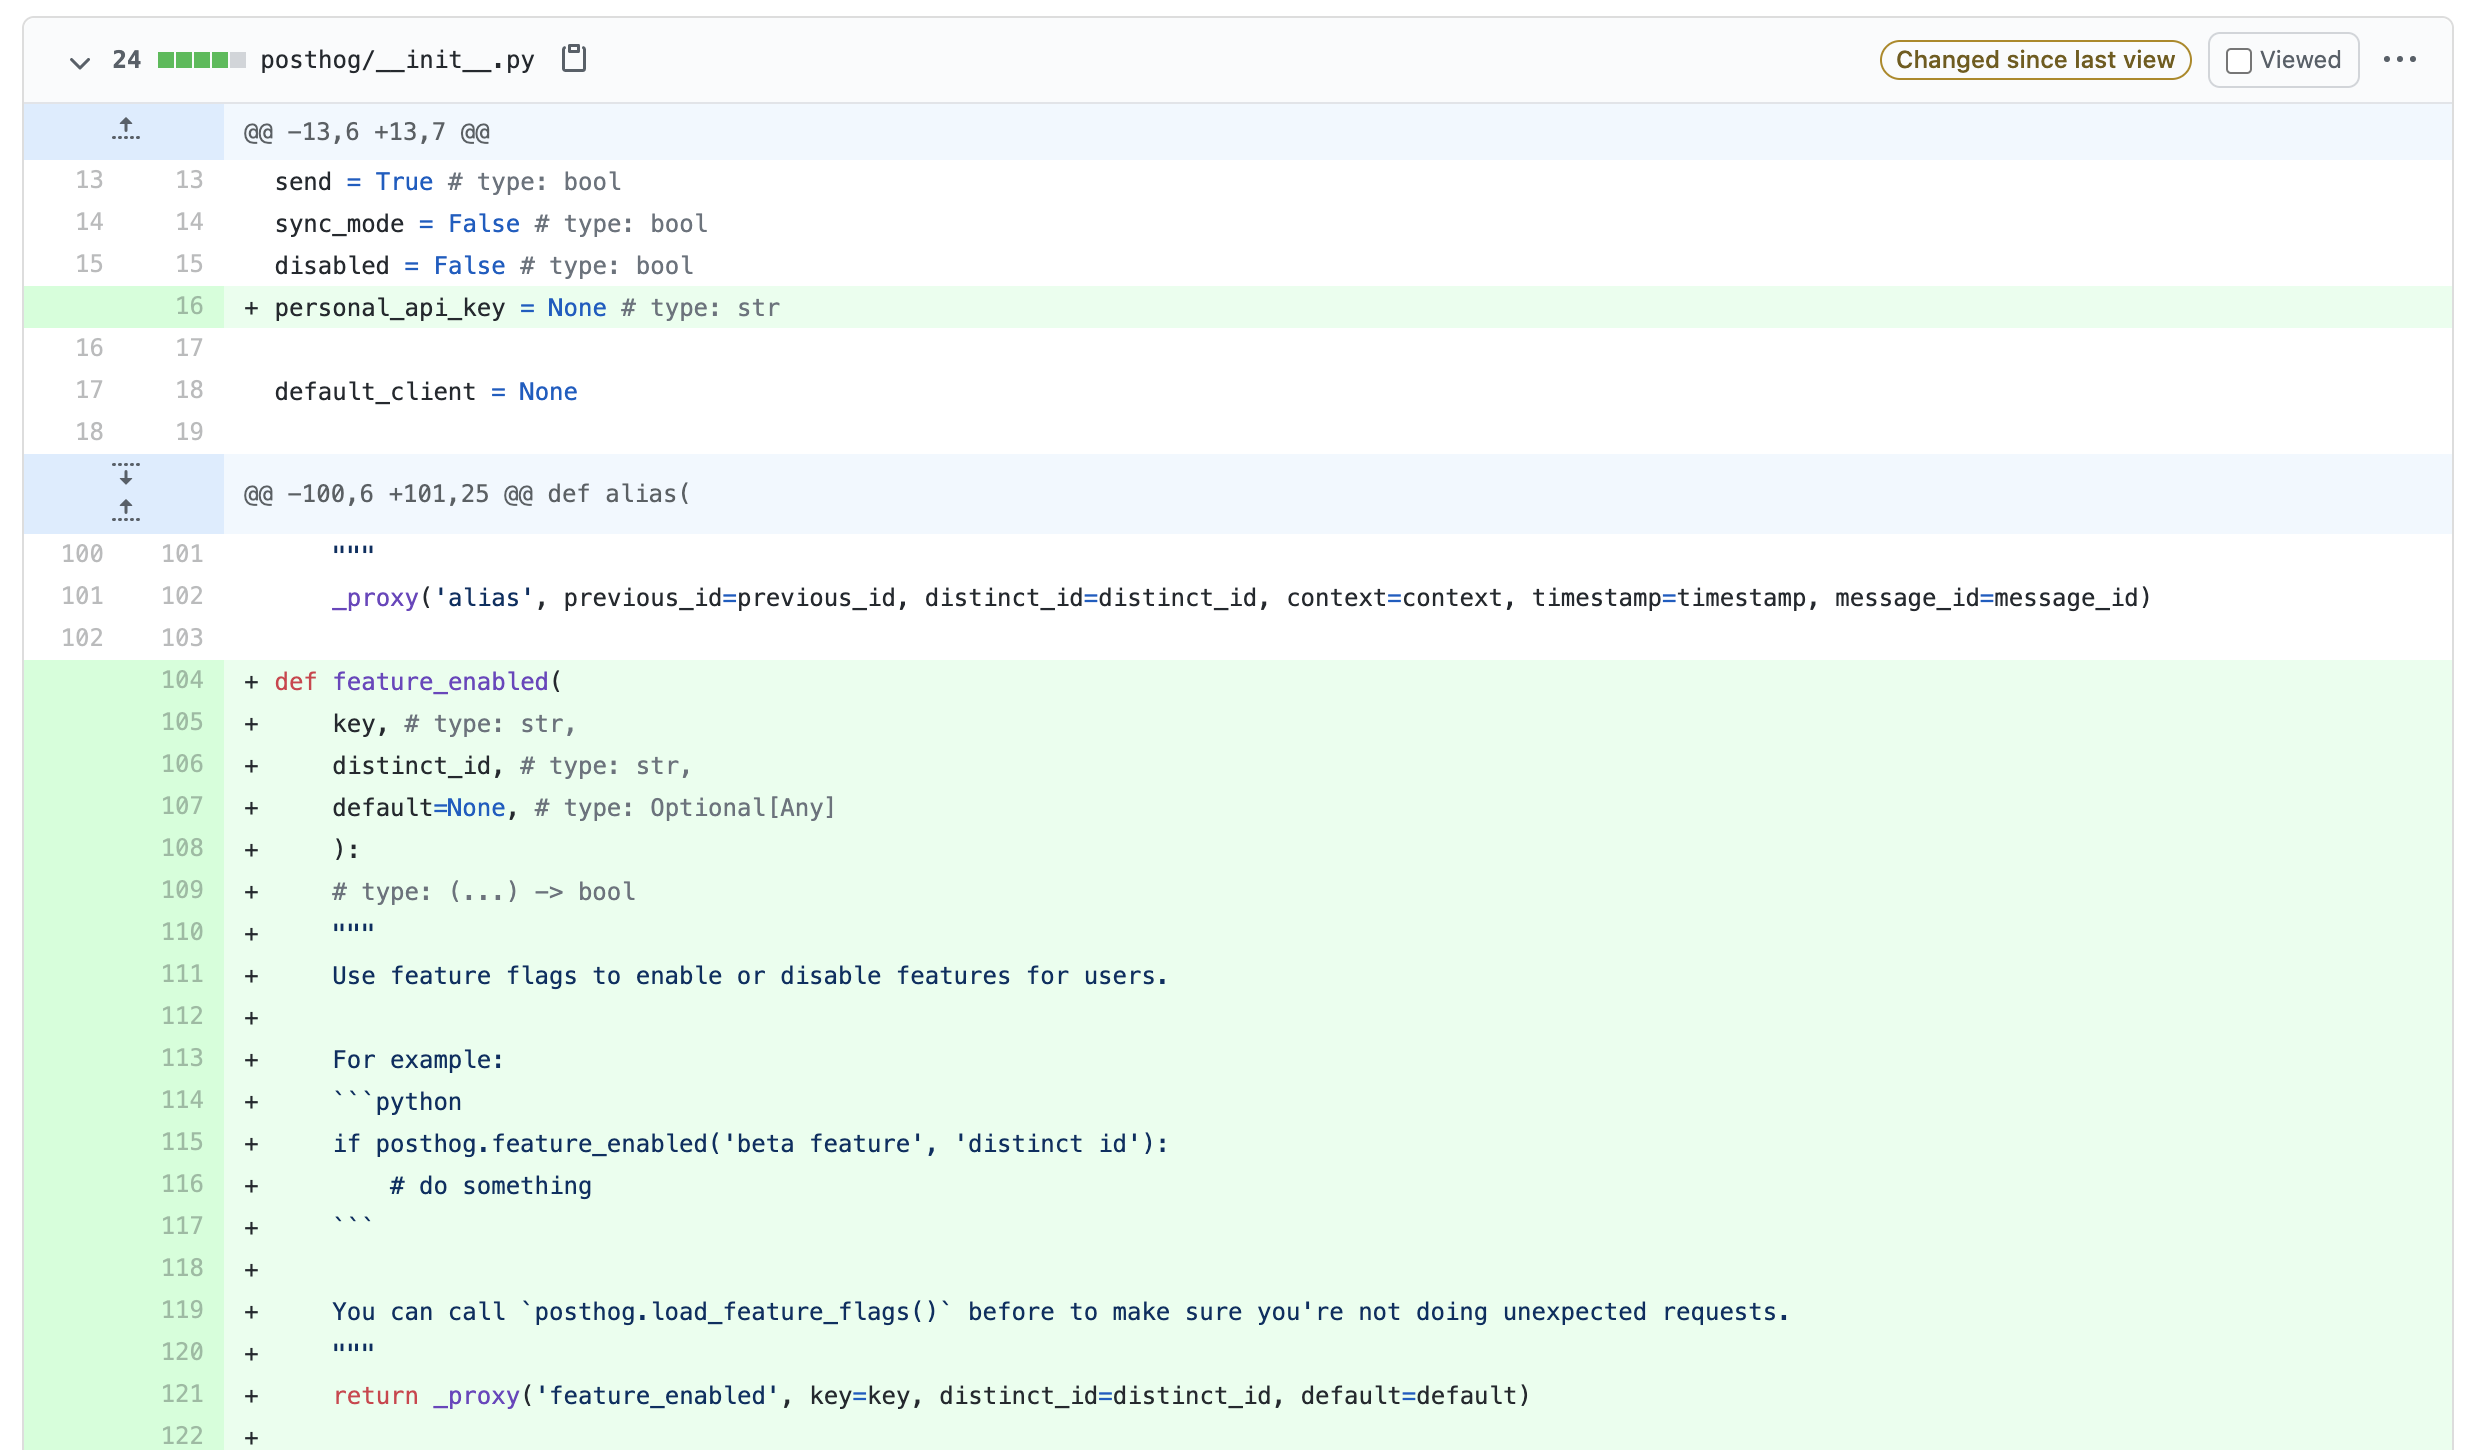 24 posthog/__init__.py Changed since last view Viewed
@@ -13,6 +13,7 @@
13 13 send = True # type: bool
14 14 sync_mode = False # type: bool
15 15 disabled = False # type: bool
16 + personal_api_key = None # type: str
16 17
17 18 default_client = None
18 19
@@ -100,6 +101,25 @@ def alias(
100 101 """
101 102 _proxy('alias', previous_id=previous_id, distinct_id=distinct_id, context=context, timestamp=timestamp, message_id=message_id)
102 103
104 + def feature_enabled(
105 + key, # type: str,
106 + distinct_id, # type: str,
107 + default=None, # type: Optional[Any]
108 + ):
109 + # type: (...) -> bool
110 + """
111 + Use feature flags to enable or disable features for users.
112 +
113 + For example:
114 + ```python
115 + if posthog.feature_enabled('beta feature', 'distinct id'):
116 + # do something
117 + ```
118 +
119 + You can call `posthog.load_feature_flags()` before to make sure you're not doing unexpected requests.
120 + """
121 + return _proxy('feature_enabled', key=key, distinct_id=distinct_id, default=default)
122 +